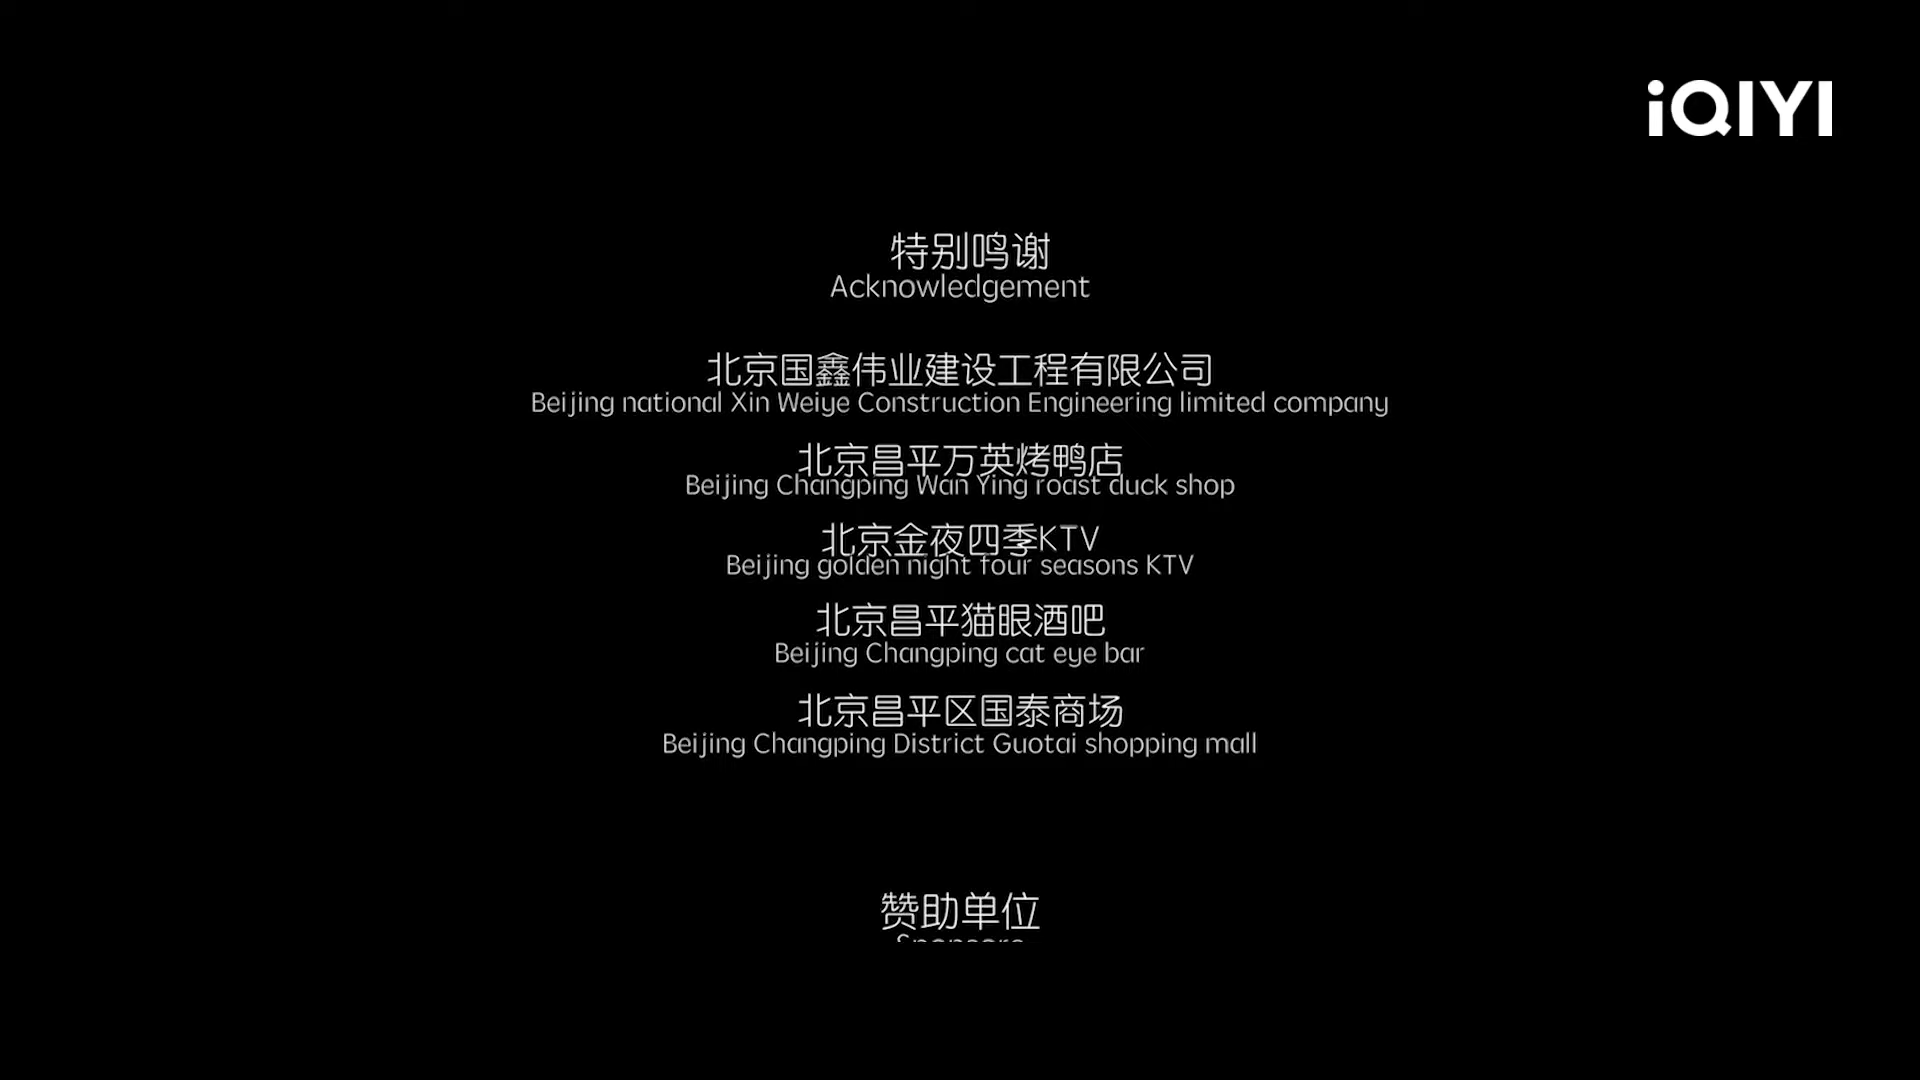 iQIYI
特别鸣谢
Acknowledgement
北京国鑫伟业建设工程有限公司
Beijing national Xin Weiye Construction Engineering limited company
北京昌平万英烤鸭店
Beijing Changping Wan Ying roast duck shop
北京金夜四季KTV
Beijing golden night four seasons KTV
北京昌平猫眼酒吧
Beijing Changping cat eye bar
北京昌平区国泰商场
Beijing Changping District Guotai shopping mall
赞助单位
Sponsors